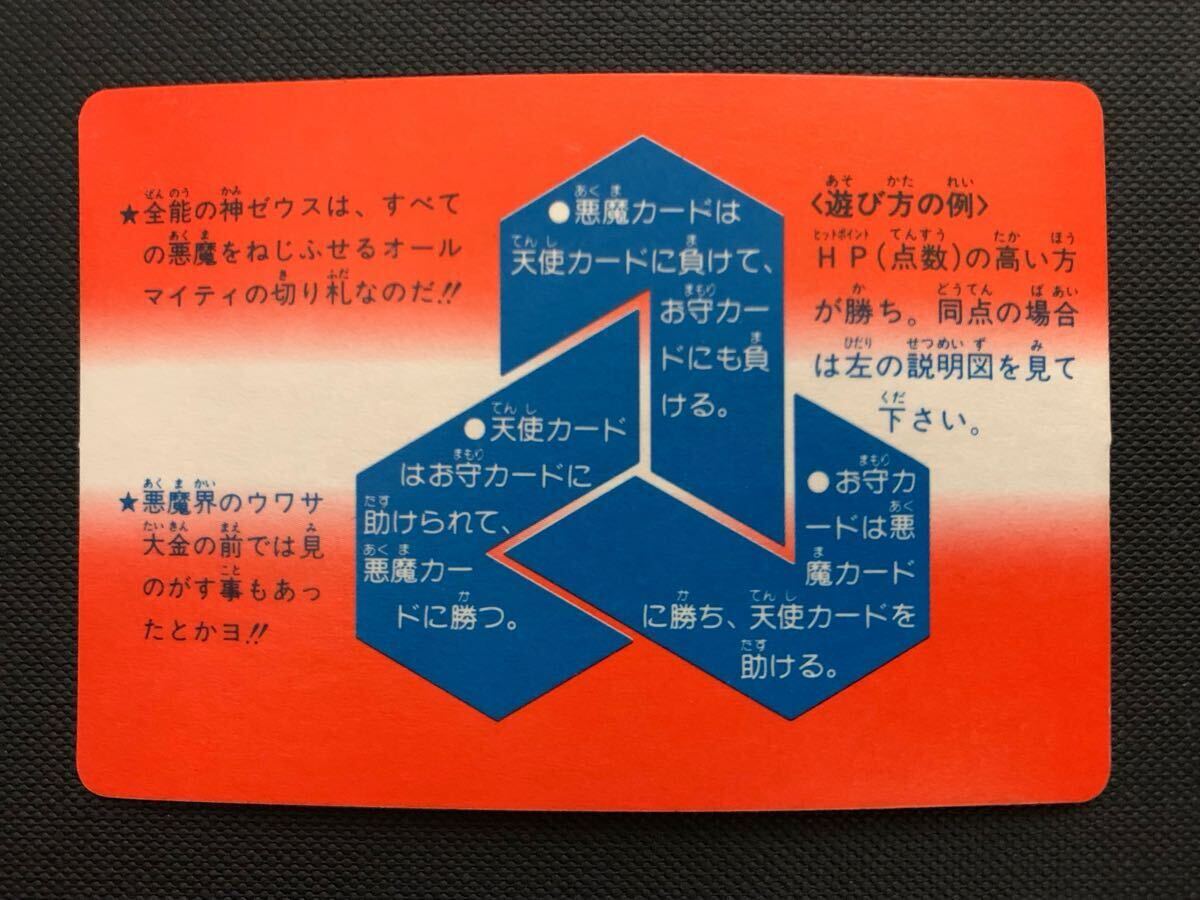 ★全能の神ゼウスは、すべて
の悪魔をねじふせるオール
マイティの切り札なのだ!!
★悪魔界のウワサ
大金の前では見
のがす事もあっ
たとかヨ!!
●悪魔カードは
天使カードに負けて、
お守カー
ドにも負
ける。
●天使カード
はお守カードに
助けられて、
悪魔カー
ドに勝つ。
●お守カ
ードは悪
魔カード
に勝ち、天使カードを
助ける。
〈遊び方の例〉
HP(点数)の高い方
が勝ち。同点の場合
は左の説明図を見て
下さい。